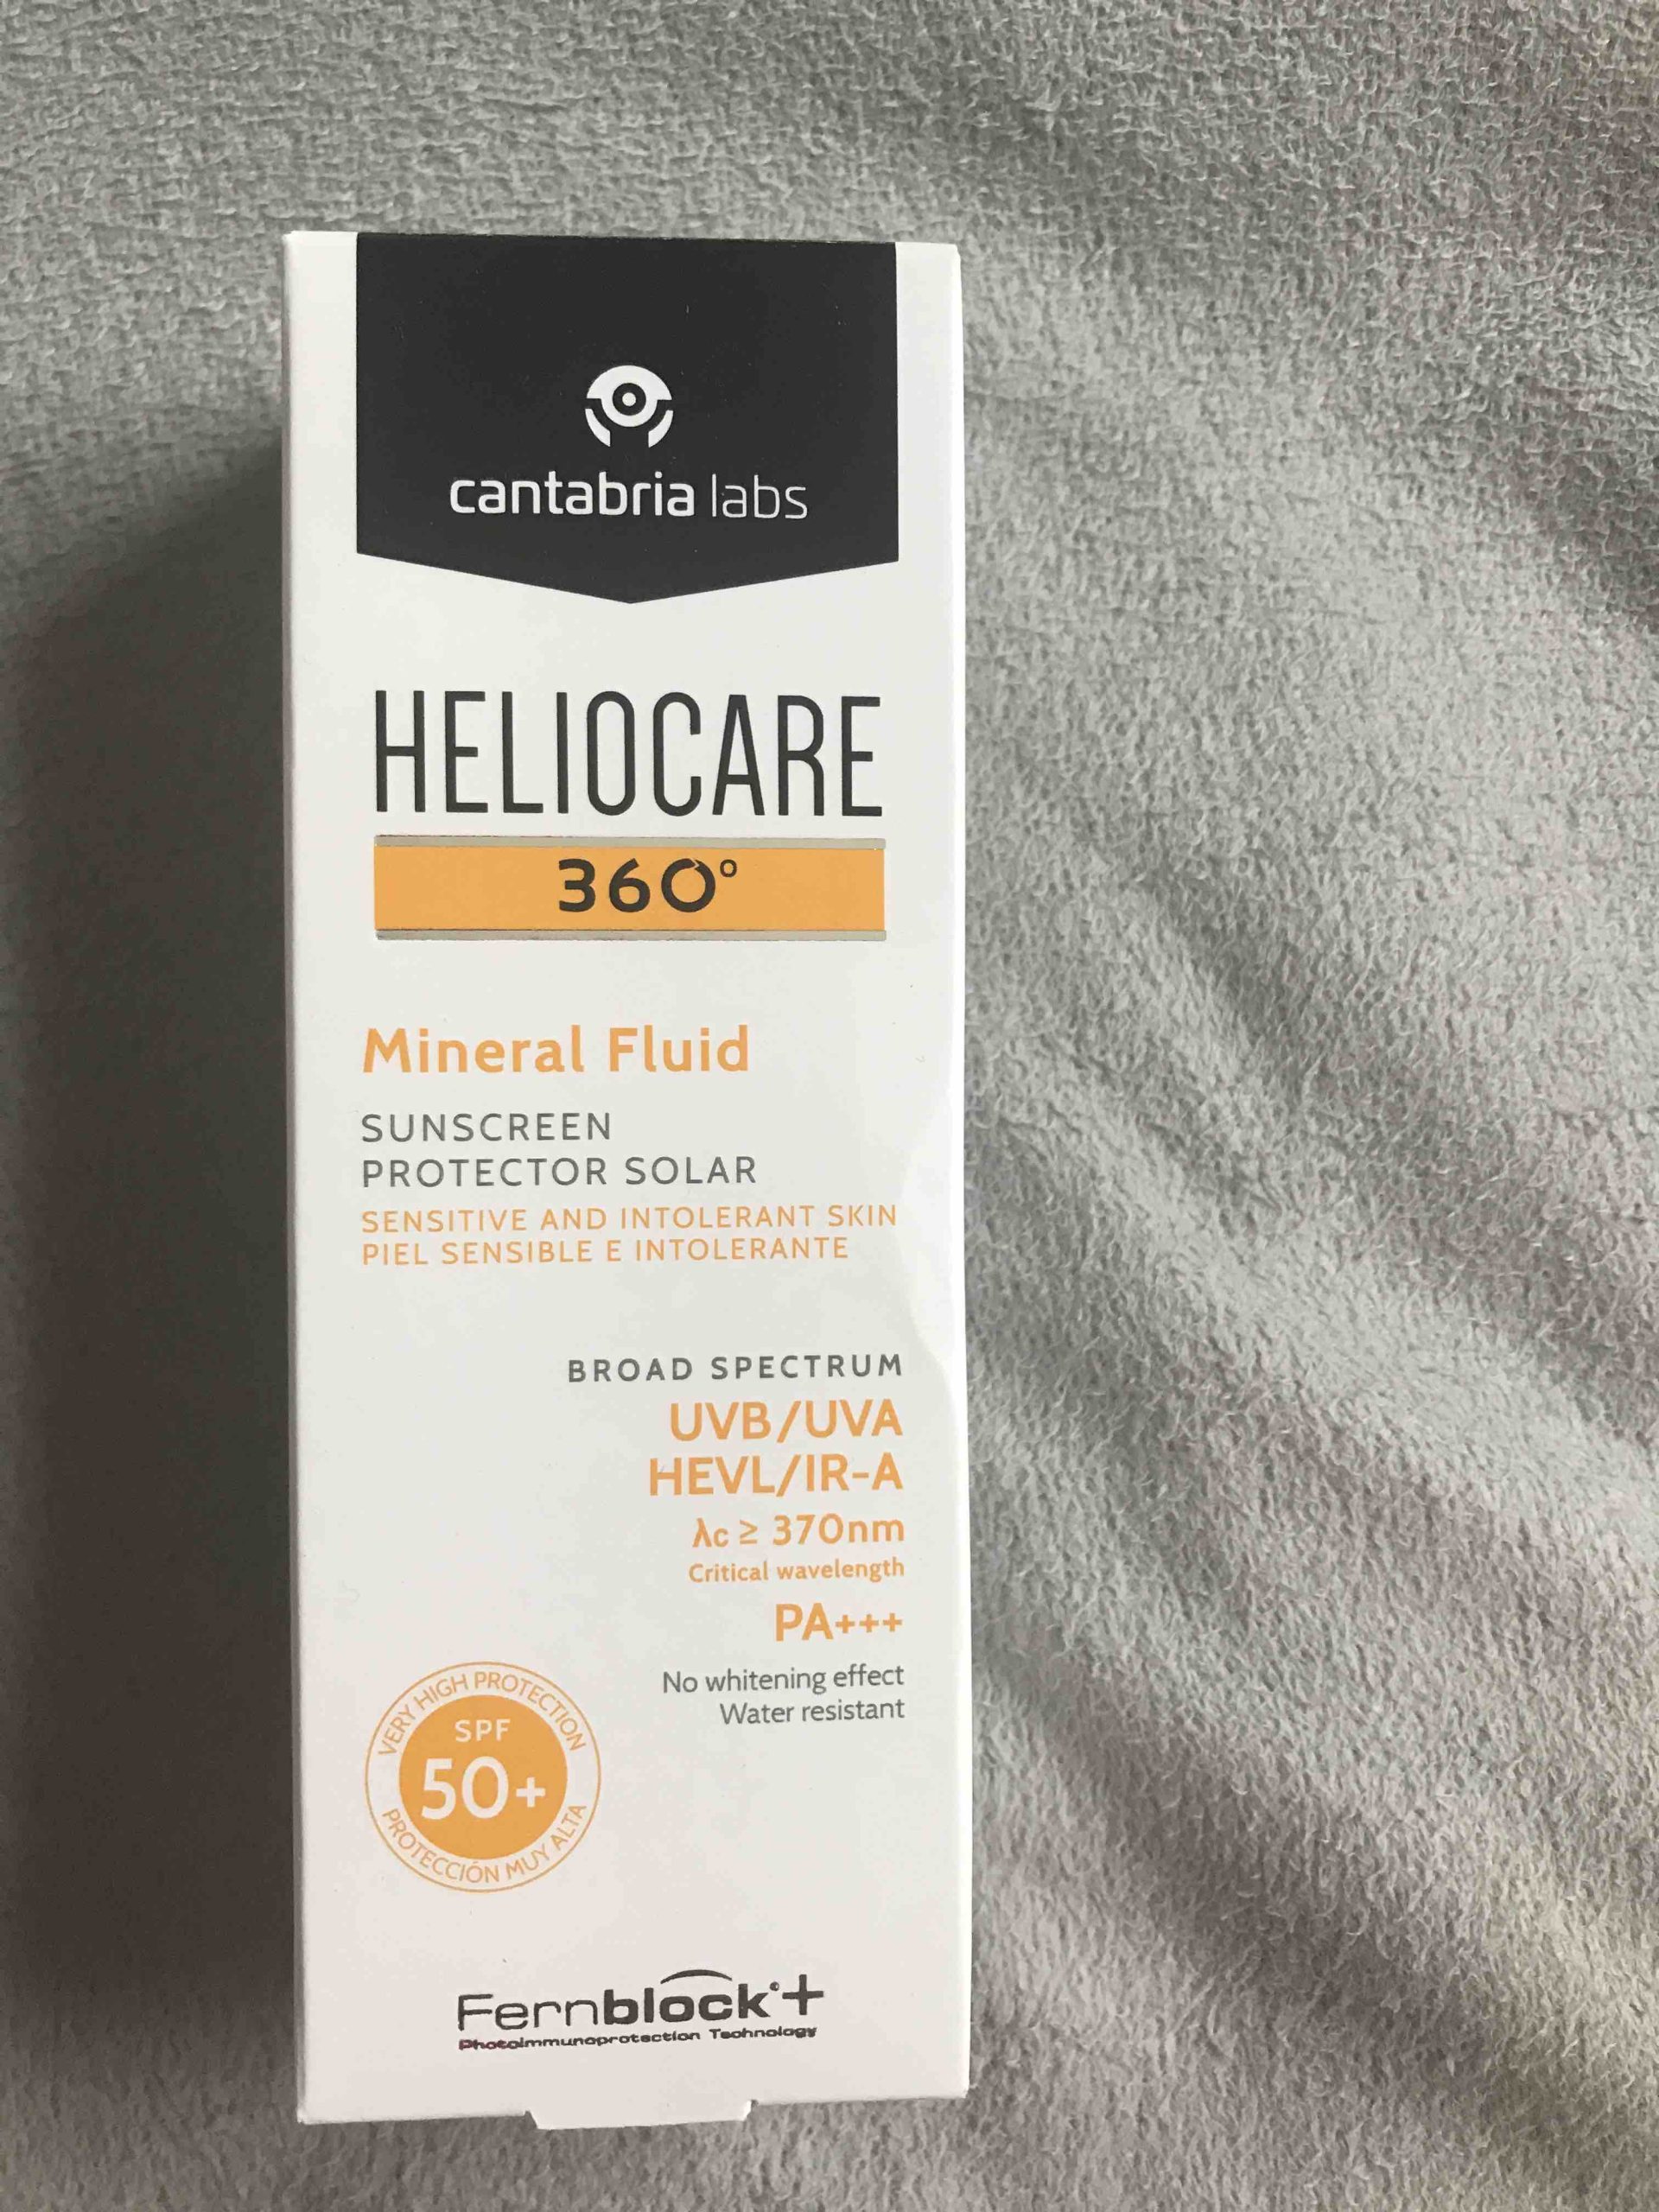 cantabria labs
HELIOCARE
360°
Mineral Fluid
SUNSCREEN
PROTECTOR SOLAR
SENSITIVE AND INTOLERANT SKIN
PIEL SENSIBLE E INTOLERANTE
BROAD SPECTRUM
UVB/UVA
HEVL/IR-A
λc ≥ 370nm
Critical wavelength
PA+++
No whitening effect
Water resistant
VERY HIGH PROTECTION
SPF
50+
PROTECCIÓN MUY ALTA
Fernblock®+
Photoimmunoprotection Technology